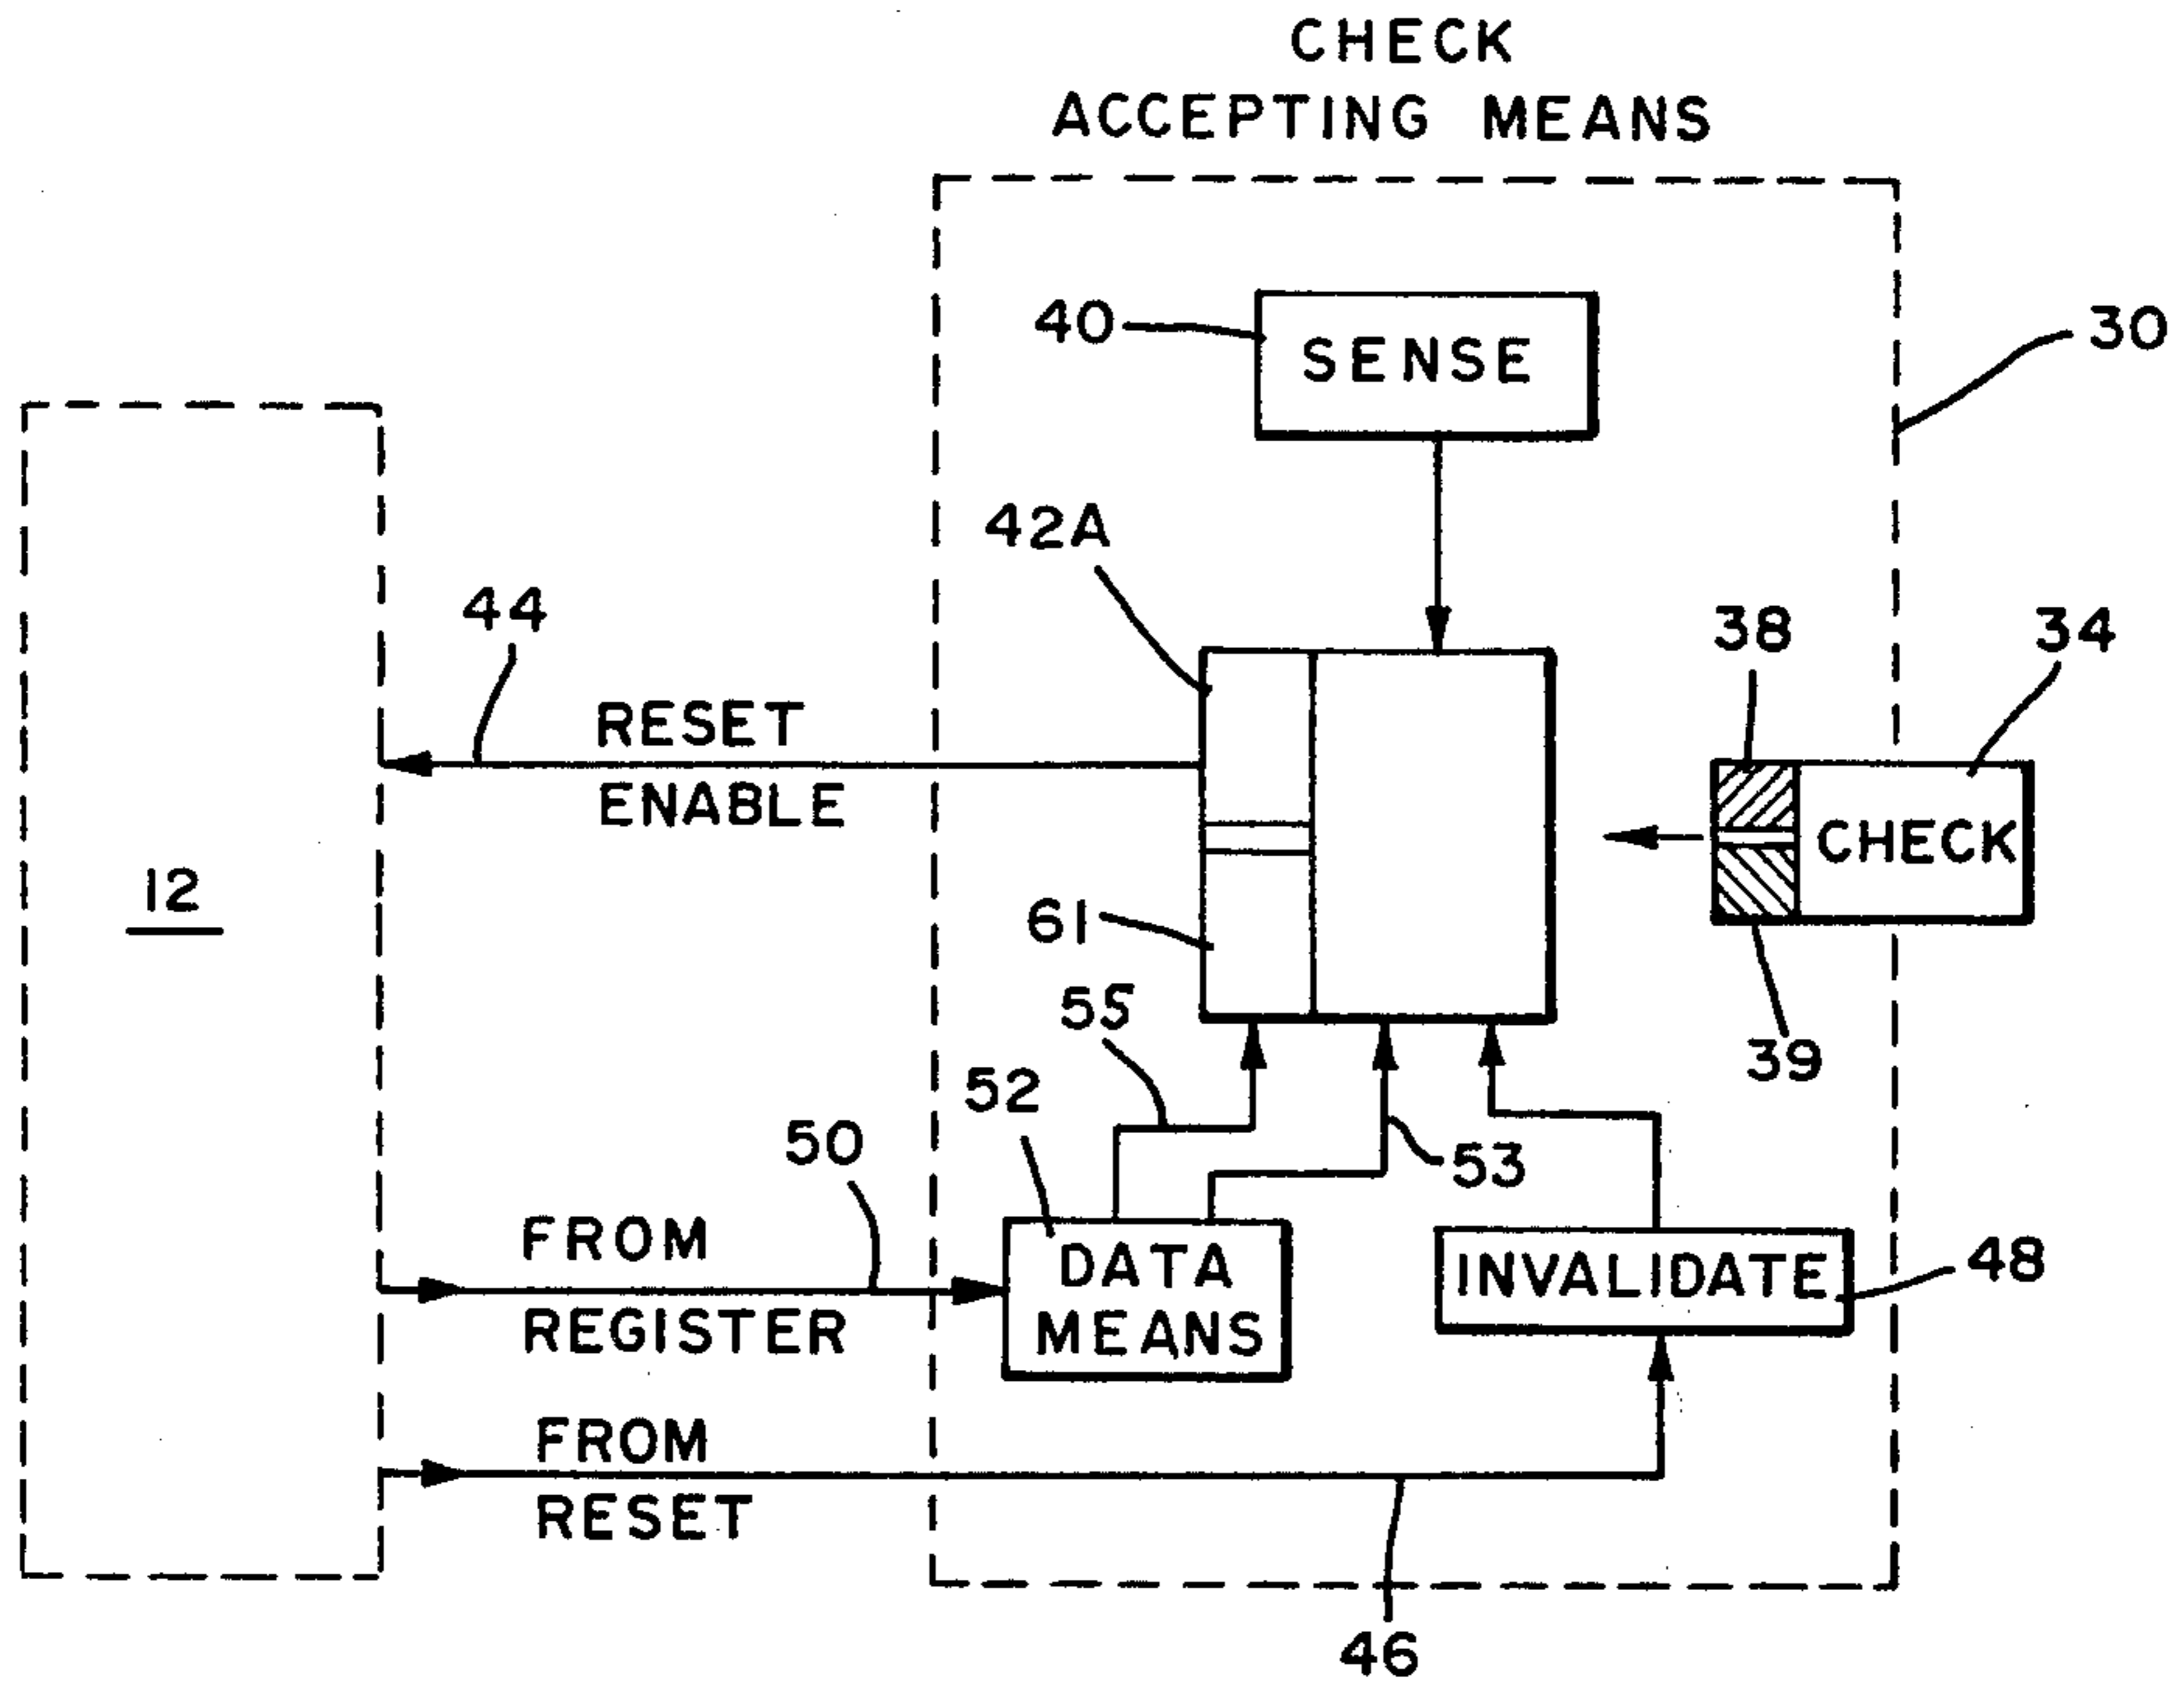 CHECK
ACCEPTING MEANS
40
SENSE
30
42A
44
38
34
RESET
ENABLE
CHECK
12
61
55
39
52
50
53
FROM
REGISTER
DATA
MEANS
INVALIDATE
48
FROM
RESET
46